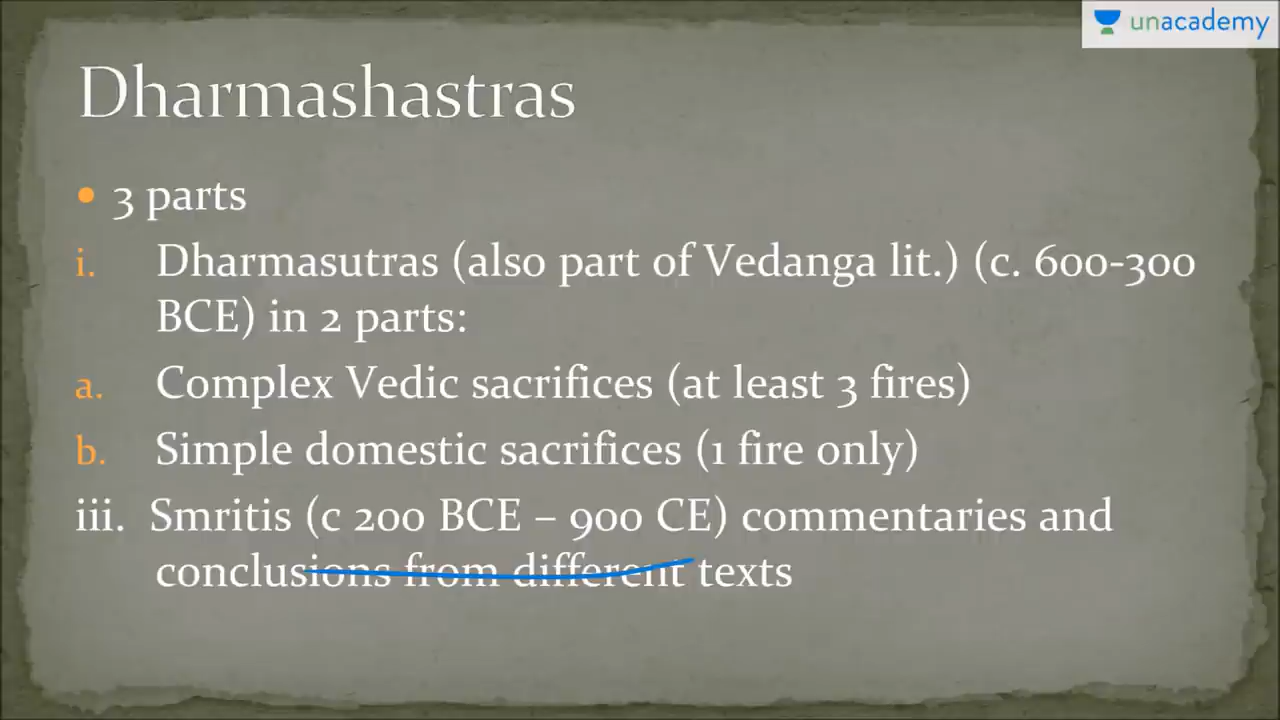 unacademy
Dharmashastras
• 3 parts
i. Dharmasutras (also part of Vedanga lit.) (c. 600-300
BCE) in 2 parts:
a. Complex Vedic sacrifices (at least 3 fires)
b. Simple domestic sacrifices (1 fire only)
iii. Smritis (c 200 BCE – 900 CE) commentaries and
conclusions from different texts